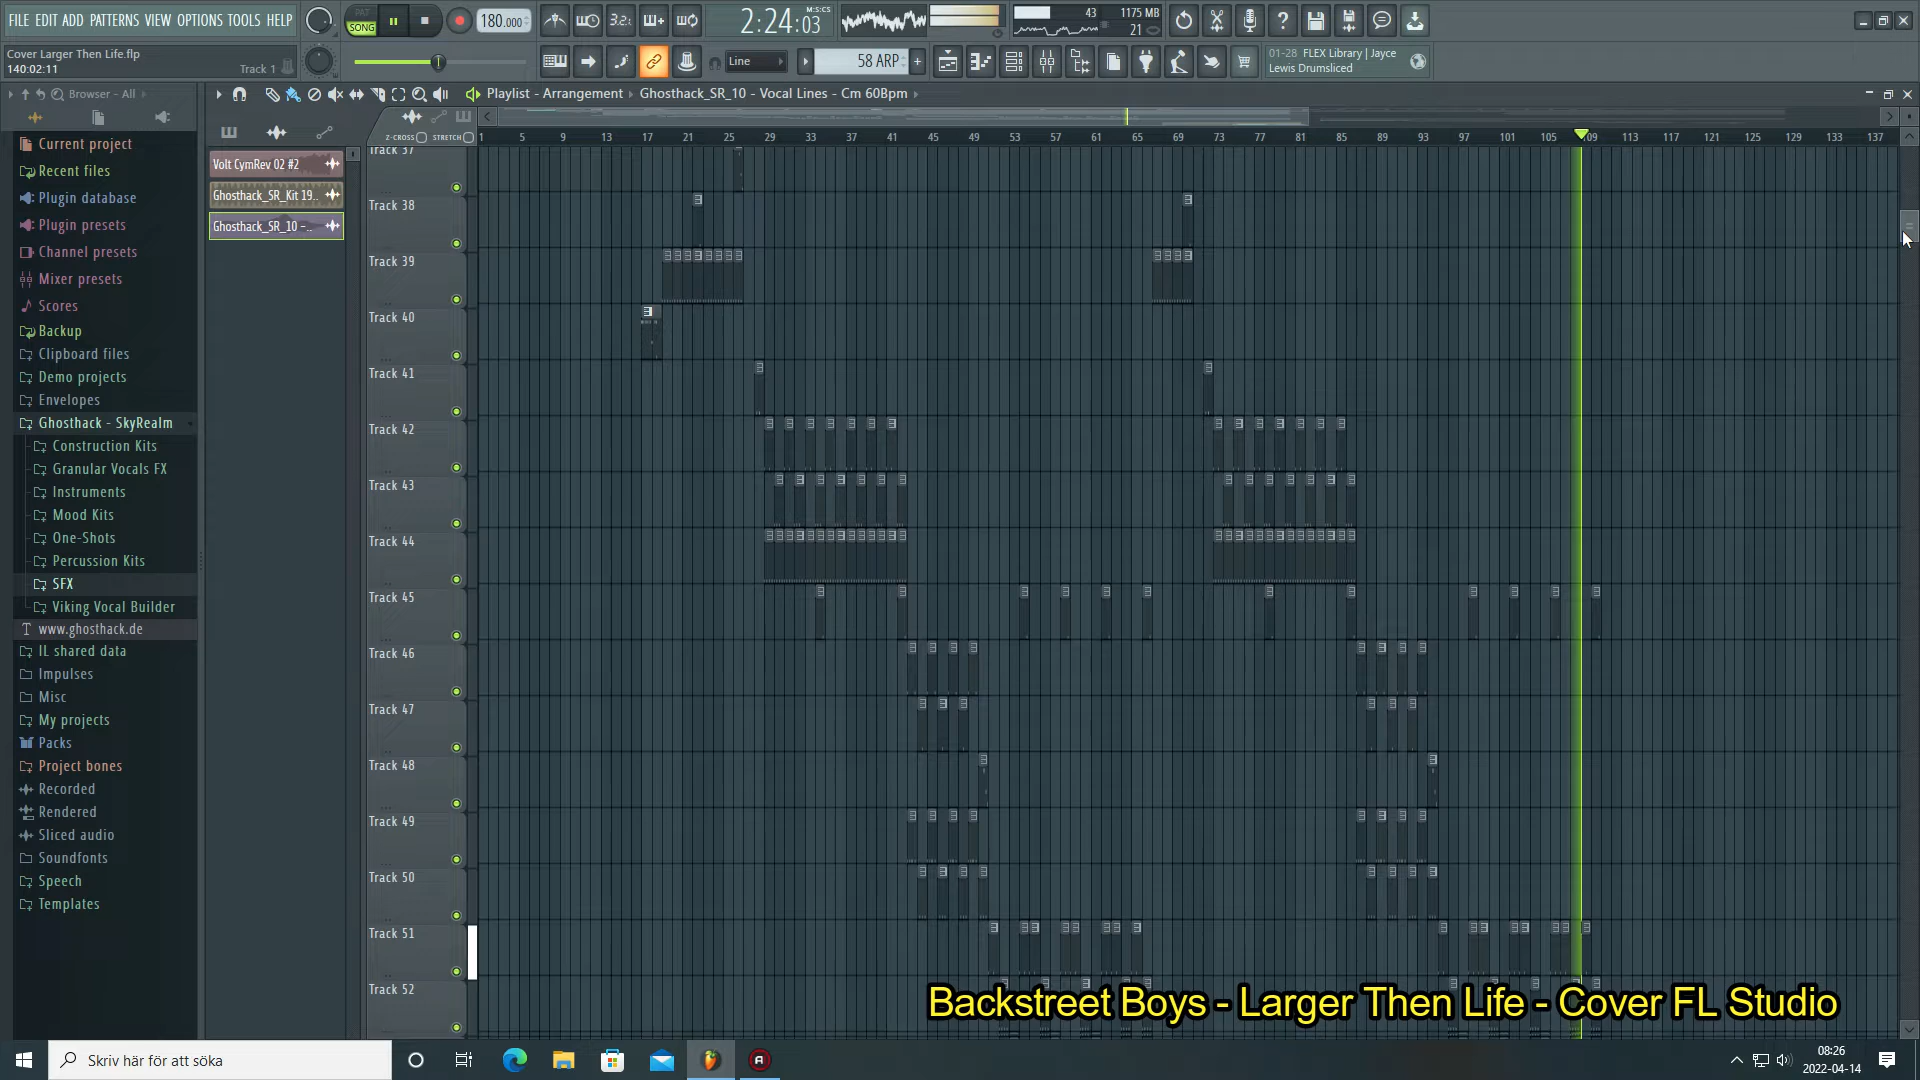 FILE EDIT ADD PATTERNS VIEW OPTIONS TOOLS HELP
PAT
SONG
180.000
3.2.
2:24:03
M:S:CS
43
1175 MB
21
Cover Larger Then Life.flp
140:02:11
Track 1
Line
58 ARP
01-28 FLEX Library | Jayce
Lewis Drumsliced
Browser - All
Playlist - Arrangement
Ghosthack_SR_10 - Vocal Lines - Cm 60Bpm
Z-CROSS
STRETCH
1 5 9 13 17 21 25 29 33 37 41 45 49 53 57 61 65 69 73 77 81 85 89 93 97 101 105 109 113 117 121 125 129 133 137
Current project
Recent files
Plugin database
Plugin presets
Channel presets
Mixer presets
Scores
Backup
Clipboard files
Demo projects
Envelopes
Ghosthack - SkyRealm
Construction Kits
Granular Vocals FX
Instruments
Mood Kits
One-Shots
Percussion Kits
SFX
Viking Vocal Builder
www.ghosthack.de
IL shared data
Impulses
Misc
My projects
Packs
Project bones
Recorded
Rendered
Sliced audio
Soundfonts
Speech
Templates
Volt CymRev 02 #2
Ghosthack_SR_Kit 19..
Ghosthack_SR_10 -..
Track 37
Track 38
Track 39
Track 40
Track 41
Track 42
Track 43
Track 44
Track 45
Track 46
Track 47
Track 48
Track 49
Track 50
Track 51
Track 52
Backstreet Boys - Larger Then Life - Cover FL Studio
Skriv här för att söka
08:26
2022-04-14